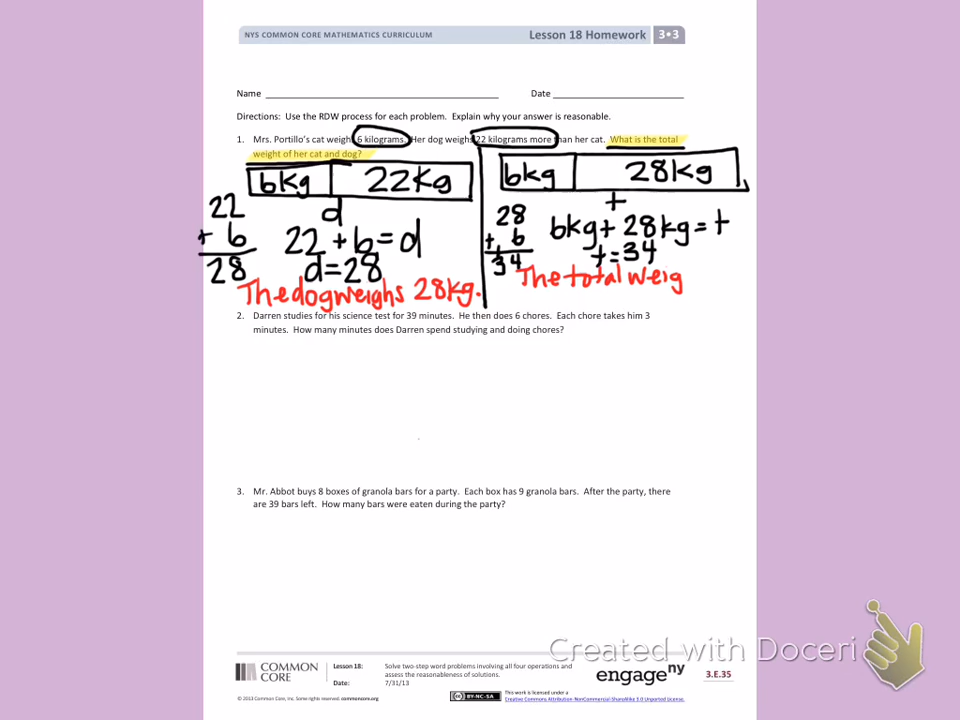 NYS COMMON CORE MATHEMATICS CURRICULUM Lesson 18 Homework 3•3
Name Date
Directions: Use the RDW process for each problem. Explain why your answer is reasonable.
1. Mrs. Portillo's cat weighs 6 kilograms. Her dog weighs 22 kilograms more than her cat. What is the total
weight of her cat and dog?
6kg 22kg
d
22
+ 6
28
22 + 6 = d
d = 28
The dog weighs 28kg.
6kg 28kg
t
28
+ 6
34
6kg + 28kg = t
t = 34
The total weig
2. Darren studies for his science test for 39 minutes. He then does 6 chores. Each chore takes him 3
minutes. How many minutes does Darren spend studying and doing chores?
3. Mr. Abbot buys 8 boxes of granola bars for a party. Each box has 9 granola bars. After the party, there
are 39 bars left. How many bars were eaten during the party?
Created with Doceri
COMMON
CORE
Lesson 18: Solve two-step word problems involving all four operations and
assess the reasonableness of solutions.
Date: 7/31/13
engage ny
3.E.35
© 2013 Common Core, Inc. Some rights reserved. commoncore.org
BY-NC-SA
This work is licensed under a
Creative Commons Attribution-NonCommercial-ShareAlike 3.0 Unported License.